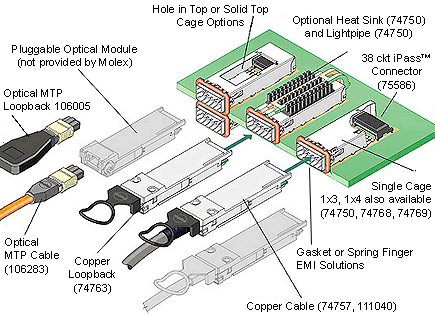 Hole in Top or Solid Top
Cage Options
Optional Heat Sink (74750)
and Lightpipe (74750)
Pluggable Optical Module
(not provided by Molex)
38 ckt iPass™
Connector
(75586)
Optical MTP
Loopback 106005
Single Cage
1x3, 1x4 also available
(74750, 74768, 74769)
Optical
MTP Cable
(106283)
Copper
Loopback
(74763)
Gasket or Spring Finger
EMI Solutions
Copper Cable (74757, 111040)